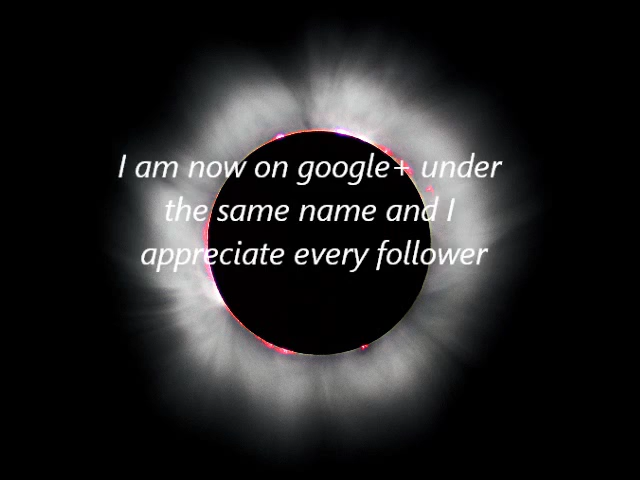 I am now on google+ under
the same name and I
appreciate every follower